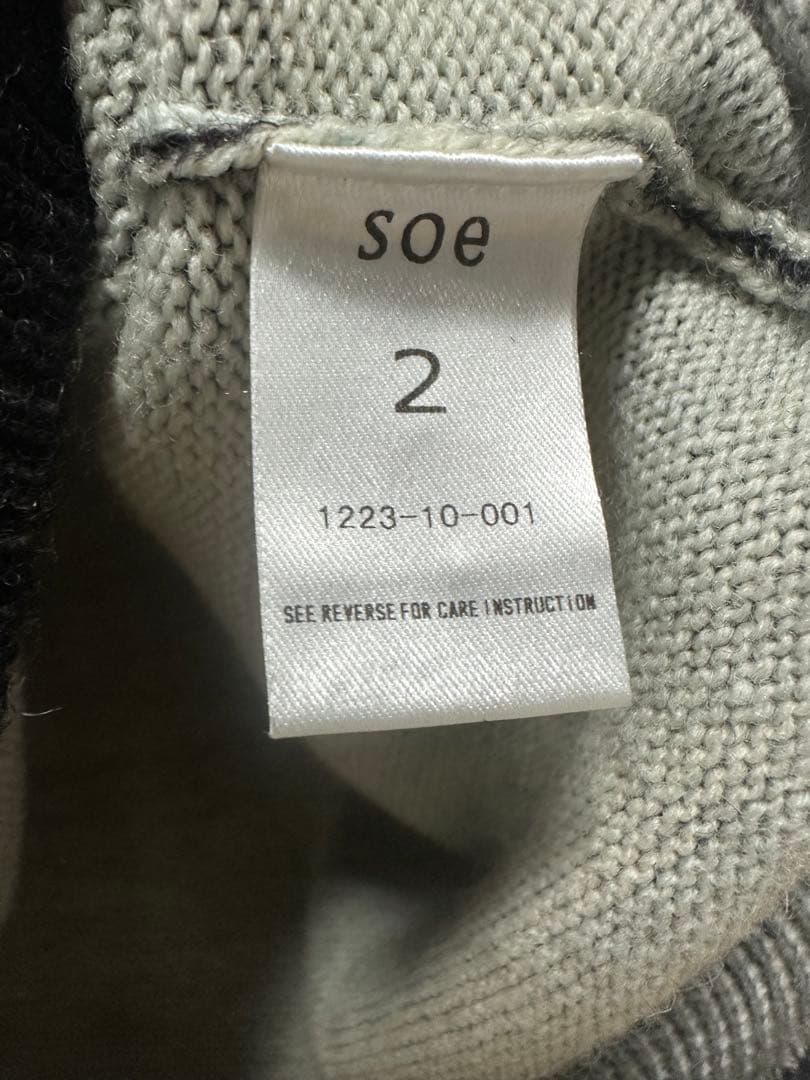 soe
2
1223-10-001
SEE REVERSE FOR CARE INSTRUCTION